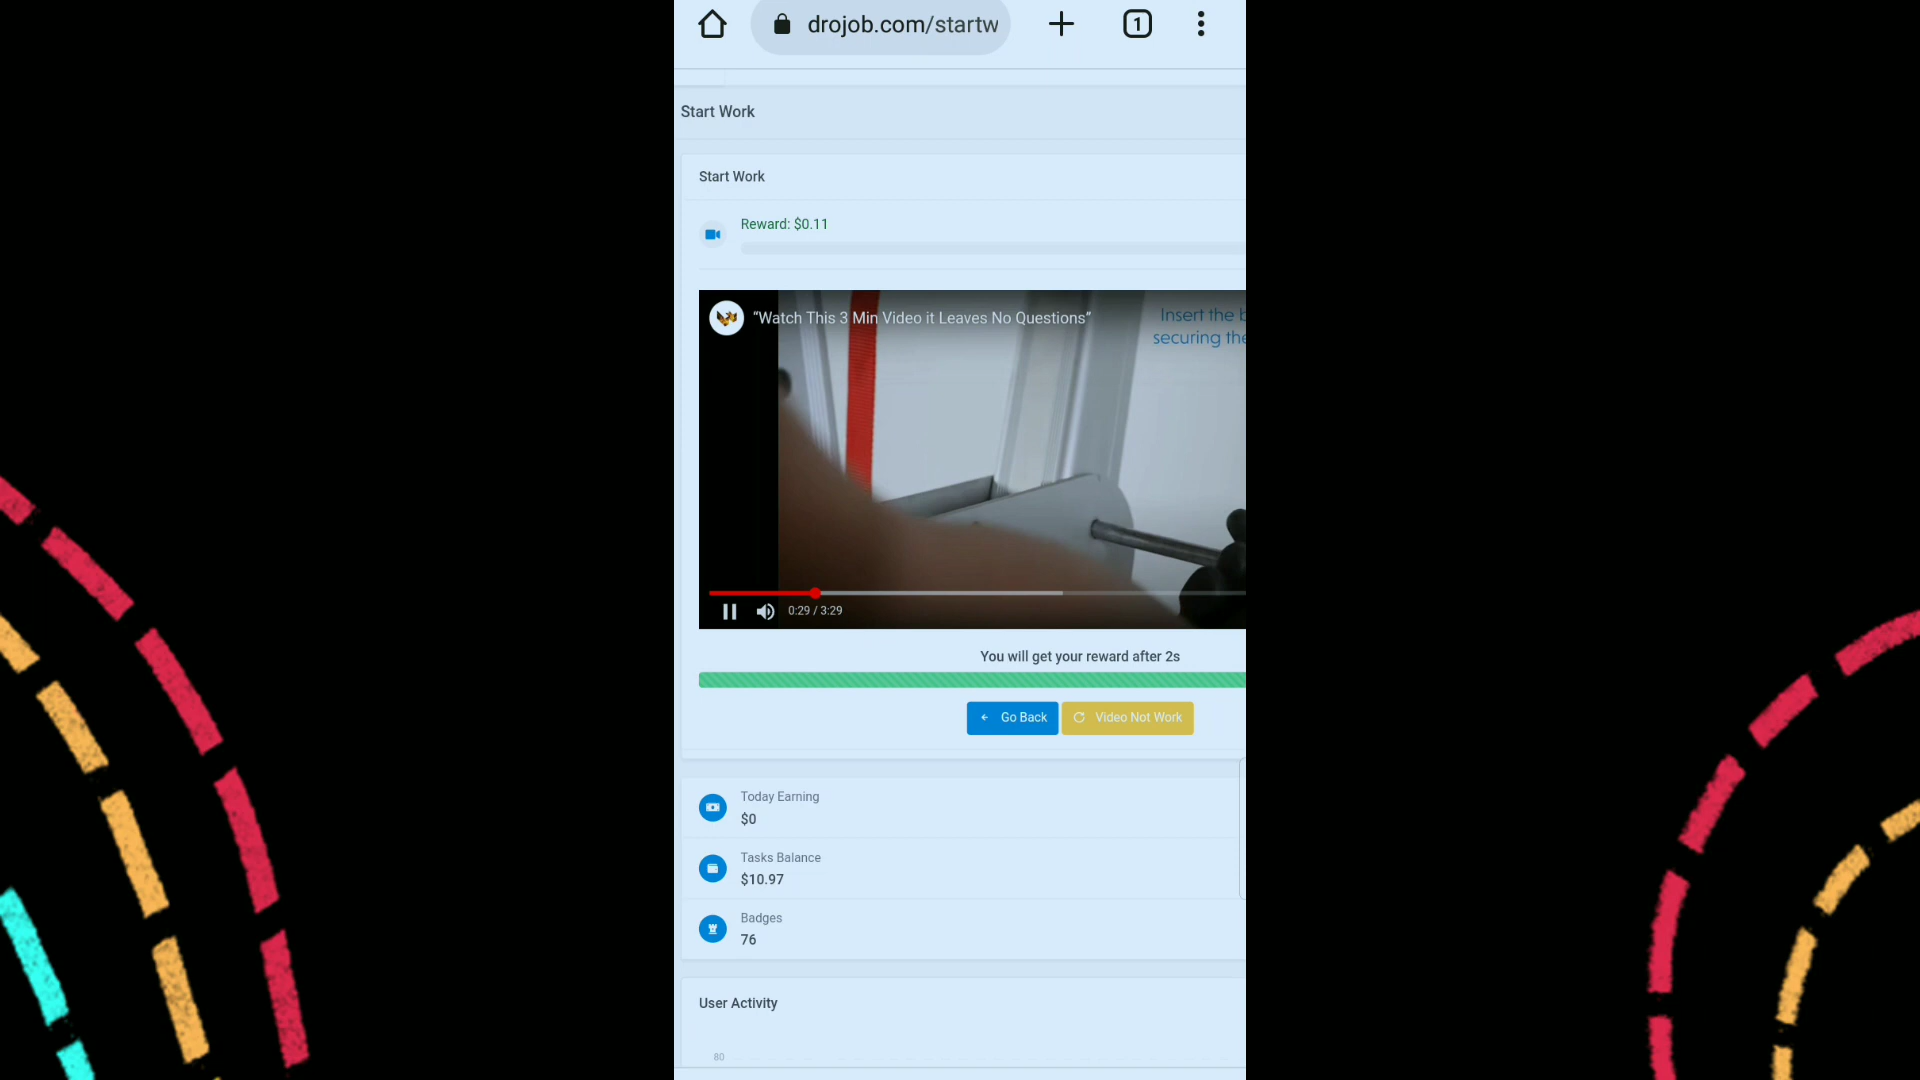 drojob.com/startw
1
Start Work
Start Work
Reward: $0.11
“Watch This 3 Min Video it Leaves No Questions”
Insert the b
securing the
0:29 / 3:29
You will get your reward after 2s
Go Back
Video Not Work
Today Earning
$0
Tasks Balance
$10.97
Badges
76
User Activity
80